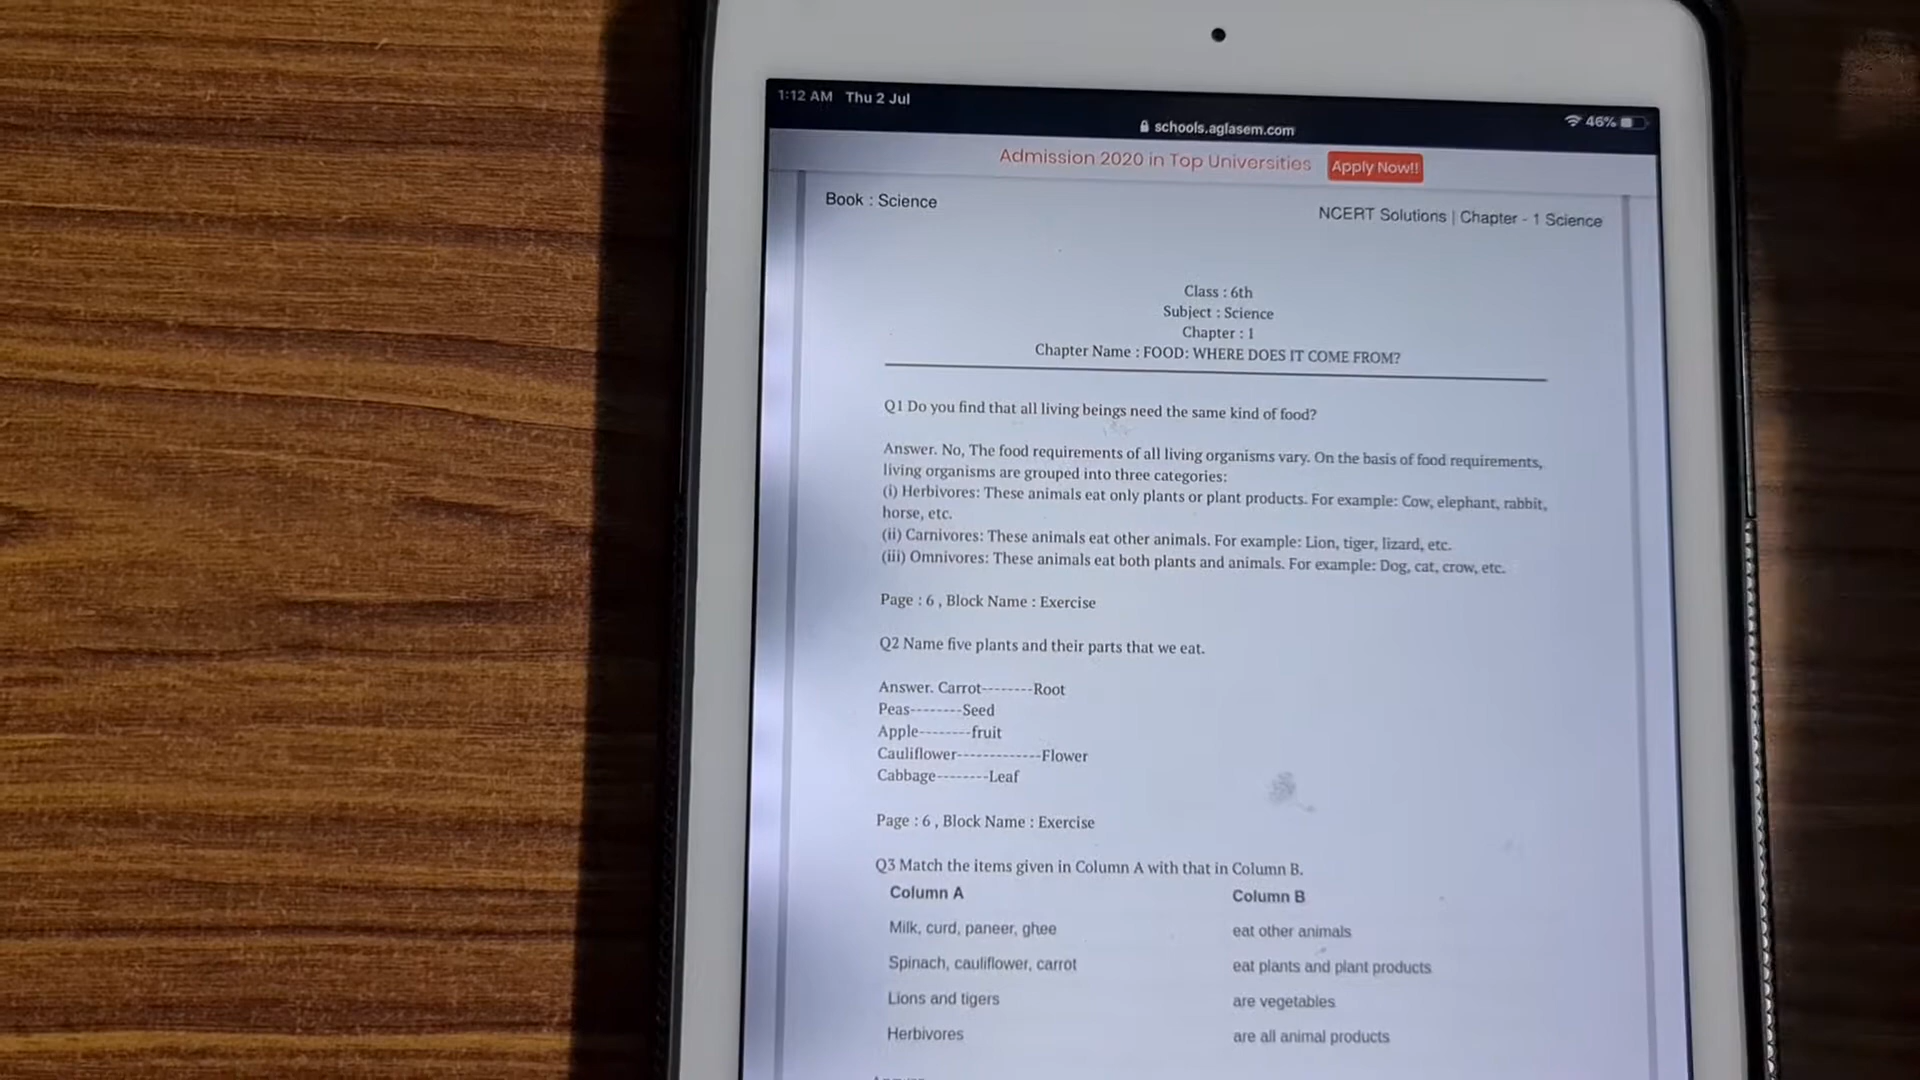 1:12 AM Thu 2 Jul
schools.aglasem.com
46%
Admission 2020 in Top Universities Apply Now!!
Book : Science
NCERT Solutions | Chapter - 1 Science
Class : 6th
Subject : Science
Chapter : 1
Chapter Name : FOOD: WHERE DOES IT COME FROM?
Q1 Do you find that all living beings need the same kind of food?
Answer. No, The food requirements of all living organisms vary. On the basis of food requirements,
living organisms are grouped into three categories:
(i) Herbivores: These animals eat only plants or plant products. For example: Cow, elephant, rabbit,
horse, etc.
(ii) Carnivores: These animals eat other animals. For example: Lion, tiger, lizard, etc.
(iii) Omnivores: These animals eat both plants and animals. For example: Dog, cat, crow, etc.
Page : 6 , Block Name : Exercise
Q2 Name five plants and their parts that we eat.
Answer. Carrot--------Root
Peas--------Seed
Apple--------fruit
Cauliflower-------------Flower
Cabbage--------Leaf
Page : 6 , Block Name : Exercise
Q3 Match the items given in Column A with that in Column B.
Column A Column B
Milk, curd, paneer, ghee eat other animals
Spinach, cauliflower, carrot eat plants and plant products
Lions and tigers are vegetables
Herbivores are all animal products